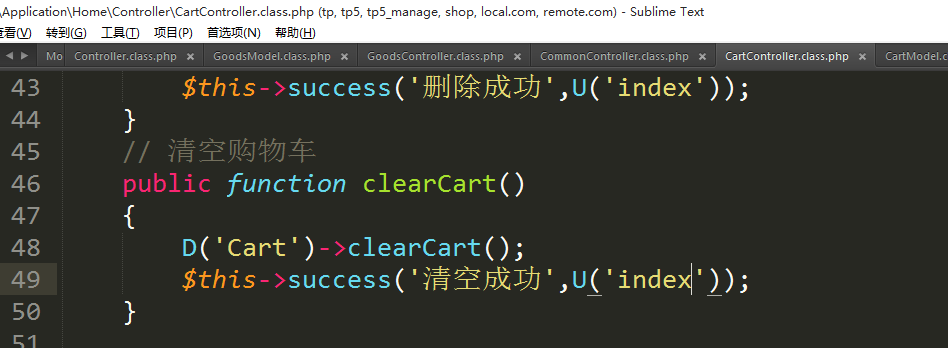 \Application\Home\Controller\CartController.class.php (tp, tp5, tp5_manage, shop, local.com, remote.com) - Sublime Text
查看(V) 转到(G) 工具(T) 项目(P) 首选项(N) 帮助(H)
Mo Controller.class.php × GoodsModel.class.php × GoodsController.class.php × CommonController.class.php × CartController.class.php × CartModel.c
43 $this->success('删除成功',U('index'));
44 }
45 // 清空购物车
46 public function clearCart()
47 {
48 D('Cart')->clearCart();
49 $this->success('清空成功',U('index'));
50 }
51